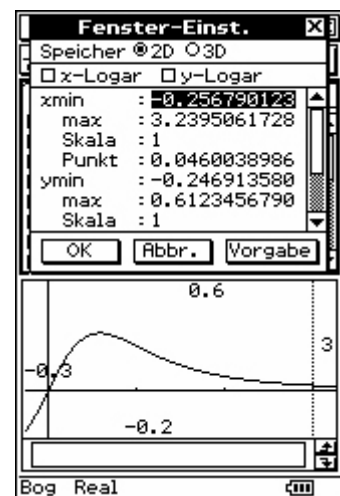 Fenster-Einst. X
Speicher 2D 3D
x-Logar y-Logar
xmin :-0.256790123
max :3.2395061728
Skala :1
Punkt :0.0460038986
ymin :-0.246913580
max :0.6123456790
Skala :1
OK Abbr. Vorgabe
0.6
3
-0.3
-0.2
Bog Real